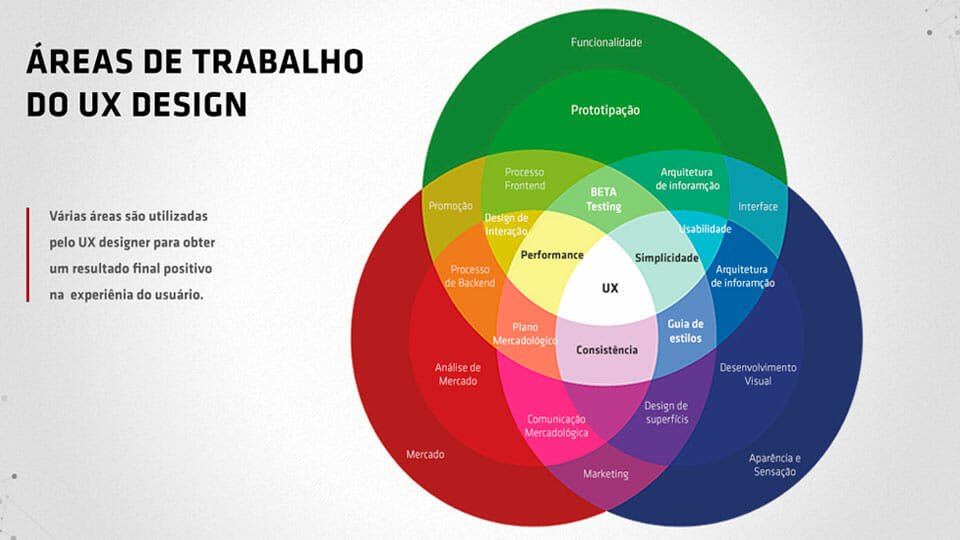 ÁREAS DE TRABALHO
DO UX DESIGN
Várias áreas são utilizadas
pelo UX designer para obter
um resultado final positivo
na experiênia do usuário.
Funcionalidade
Prototipação
Processo
Frontend
Arquitetura
de inforamção
BETA
Testing
Promoção
Interface
Design de
Interação
Usabilidade
Performance
Simplicidade
Processo
de Backend
Arquitetura
de inforamção
UX
Plano
Mercadológico
Guia de
estilos
Consistência
Análise de
Mercado
Desenvolvimento
Visual
Comunicação
Mercadológica
Design de
superfícis
Mercado
Marketing
Aparência e
Sensação